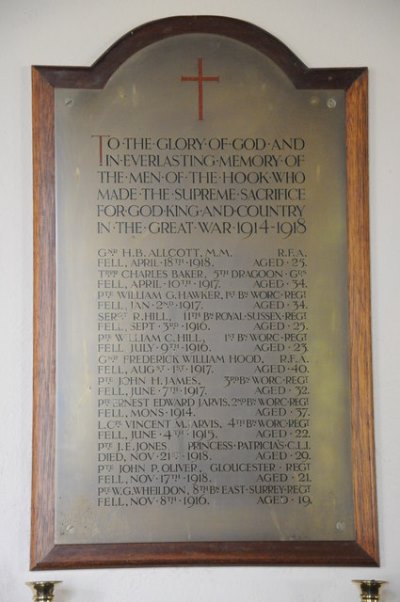 TO·THE·GLORY·OF·GOD·AND
IN·EVERLASTING·MEMORY·OF
THE·MEN·OF·THE·HOOK·WHO
MADE·THE·SUPREME·SACRIFICE
FOR·GOD·KING·AND·COUNTRY
IN·THE·GREAT·WAR·1914-1918
GNR H.B. ALLCOTT, M.M. R.F.A.
FELL, APRIL·18TH·1918. AGED·25.
TRPR CHARLES BAKER, 5TH DRAGOON·GDS
FELL, APRIL·10TH·1917. AGED·34.
PTE WILLIAM G. HAWKER, 1ST BN WORC·REGT
FELL, JAN·2ND·1917. AGED·34.
SERGT R. HILL, 11TH BN ROYAL·SUSSEX·REGT
FELL, SEPT·3RD·1916. AGED·25.
PTE WILLIAM C. HILL, 1ST BN WORC·REGT
FELL JULY·9TH·1916. AGED·23.
GNR FREDERICK WILLIAM HOOD, R.F.A.
FELL, AUGST·1ST·1917. AGED·40.
PTE JOHN H. JAMES, 3RD BN WORC·REGT
FELL, JUNE·7TH·1917. AGED·32.
PTE ERNEST EDWARD JARVIS, 2ND BN WORC·REGT
FELL, MONS·1914. AGED·37.
L.CPL VINCENT M. JARVIS, 4TH BN WORC·REGT
FELL, JUNE·4TH·1915. AGED·22.
PTE J.E. JONES PRINCESS·PATRICIA'S·C.L.I.
DIED, NOV·21ST·1918. AGED·29.
PTE JOHN P. OLIVER, GLOUCESTER·REGT
FELL, NOV·17TH·1918. AGED·21.
PTE W.G. WHEILDON, 8TH BN EAST·SURREY·REGT
FELL, NOV·8TH·1916. AGED·19.